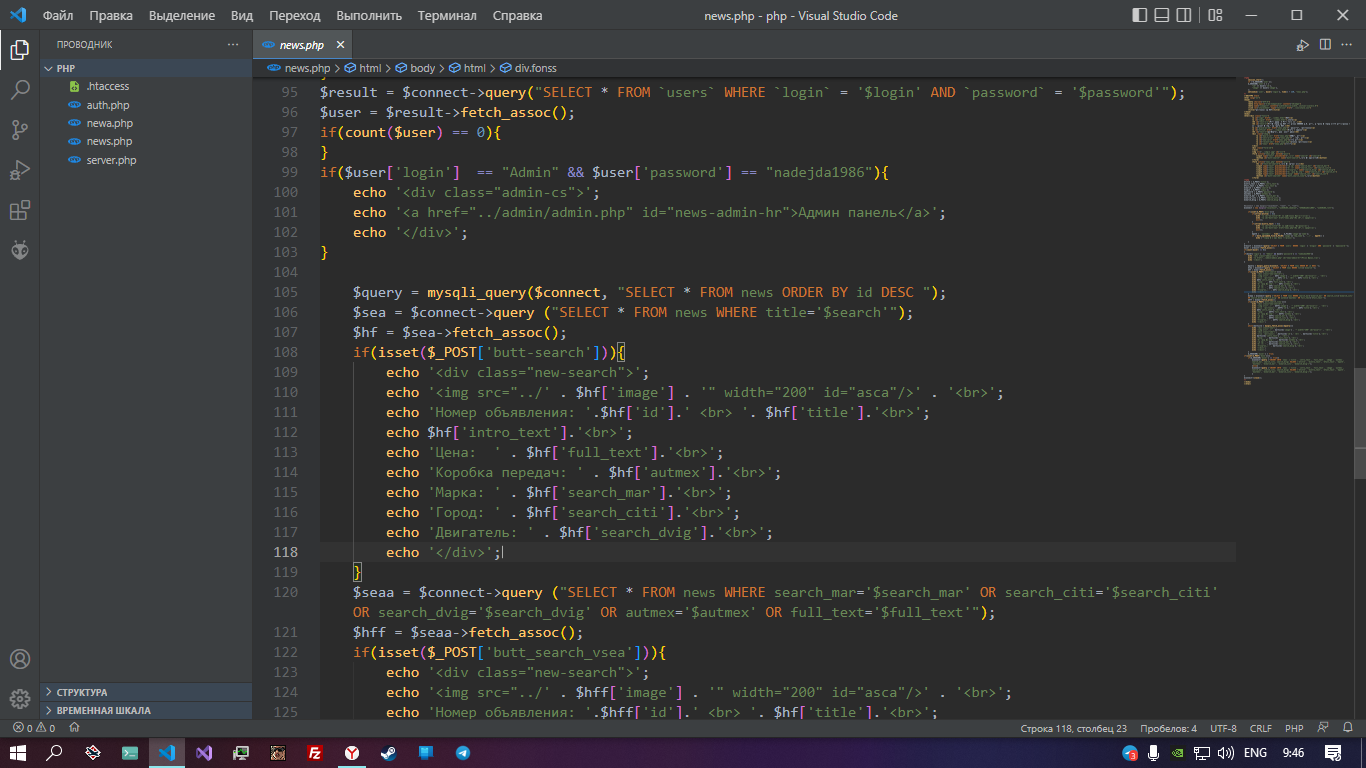 Файл Правка Выделение Вид Переход Выполнить Терминал Справка news.php - php - Visual Studio Code
ПРОВОДНИК
news.php
PHP
.htaccess
auth.php
newa.php
news.php
server.php
СТРУКТУРА
ВРЕМЕННАЯ ШКАЛА
news.php > html > body > html > div.fonss
95 $result = $connect->query("SELECT * FROM `users` WHERE `login` = '$login' AND `password` = '$password'");
96 $user = $result->fetch_assoc();
97 if(count($user) == 0){
98 }
99 if($user['login']  == "Admin" && $user['password'] == "nadejda1986"){
100     echo '<div class="admin-cs">';
101     echo '<a href="../admin/admin.php" id="news-admin-hr">Админ панель</a>';
102     echo '</div>';
103 }
104
105     $query = mysqli_query($connect, "SELECT * FROM news ORDER BY id DESC ");
106     $sea = $connect->query ("SELECT * FROM news WHERE title='$search'");
107     $hf = $sea->fetch_assoc();
108     if(isset($_POST['butt-search'])){
109         echo '<div class="new-search">';
110         echo '<img src="../' . $hf['image'] . '" width="200" id="asca"/>' . '<br>';
111         echo 'Номер объявления: '.$hf['id'].' <br> '. $hf['title'].'<br>';
112         echo $hf['intro_text'].'<br>';
113         echo 'Цена:  ' . $hf['full_text'].'<br>';
114         echo 'Коробка передач: ' . $hf['autmex'].'<br>';
115         echo 'Марка: ' . $hf['search_mar'].'<br>';
116         echo 'Город: ' . $hf['search_citi'].'<br>';
117         echo 'Двигатель: ' . $hf['search_dvig'].'<br>';
118         echo '</div>';
119     }
120     $seaa = $connect->query ("SELECT * FROM news WHERE search_mar='$search_mar' OR search_citi='$search_citi'
OR search_dvig='$search_dvig' OR autmex='$autmex' OR full_text='$full_text'");
121     $hff = $seaa->fetch_assoc();
122     if(isset($_POST['butt_search_vsea'])){
123         echo '<div class="new-search">';
124         echo '<img src="../' . $hff['image'] . '" width="200" id="asca"/>' . '<br>';
125         echo 'Номер объявления: '.$hff['id'].' <br> '. $hf['title'].'<br>';
0 0 Строка 118, столбец 23 Пробелов: 4 UTF-8 CRLF PHP
ENG 9:46